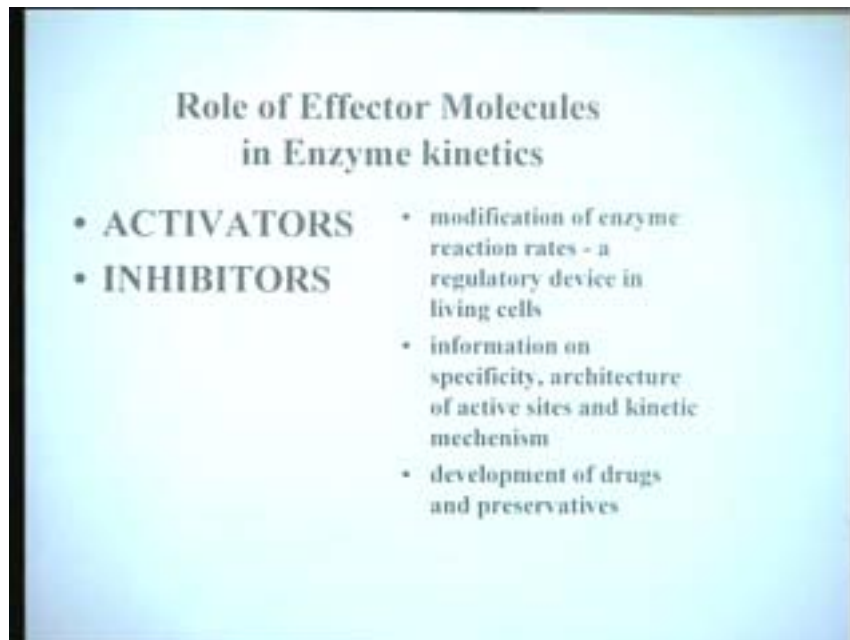 Role of Effector Molecules
in Enzyme kinetics
• ACTIVATORS
• INHIBITORS
• modification of enzyme
reaction rates - a
regulatory device in
living cells
• information on
specificity, architecture
of active sites and kinetic
mechenism
• development of drugs
and preservatives